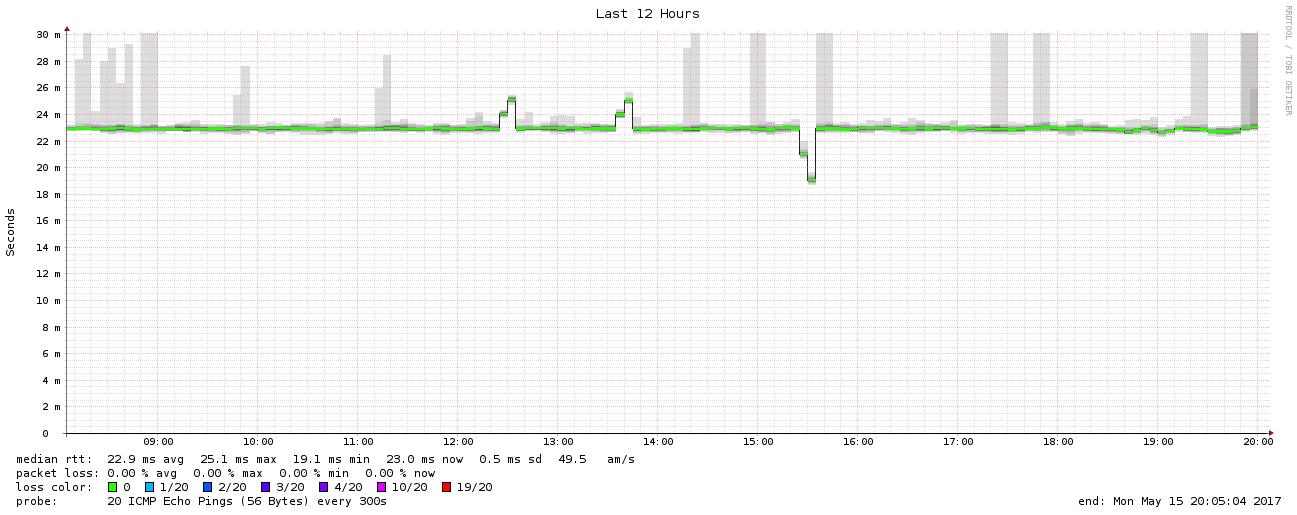 Last 12 Hours
RRDTOOL / TOBI OETIKER
Seconds
30 m
28 m
26 m
24 m
22 m
20 m
18 m
16 m
14 m
12 m
10 m
8 m
6 m
4 m
2 m
0
09:00 10:00 11:00 12:00 13:00 14:00 15:00 16:00 17:00 18:00 19:00 20:00
median rtt: 22.9 ms avg 25.1 ms max 19.1 ms min 23.0 ms now 0.5 ms sd 49.5 am/s
packet loss: 0.00 % avg 0.00 % max 0.00 % min 0.00 % now
loss color: 0 1/20 2/20 3/20 4/20 10/20 19/20
probe: 20 ICMP Echo Pings (56 Bytes) every 300s end: Mon May 15 20:05:04 2017